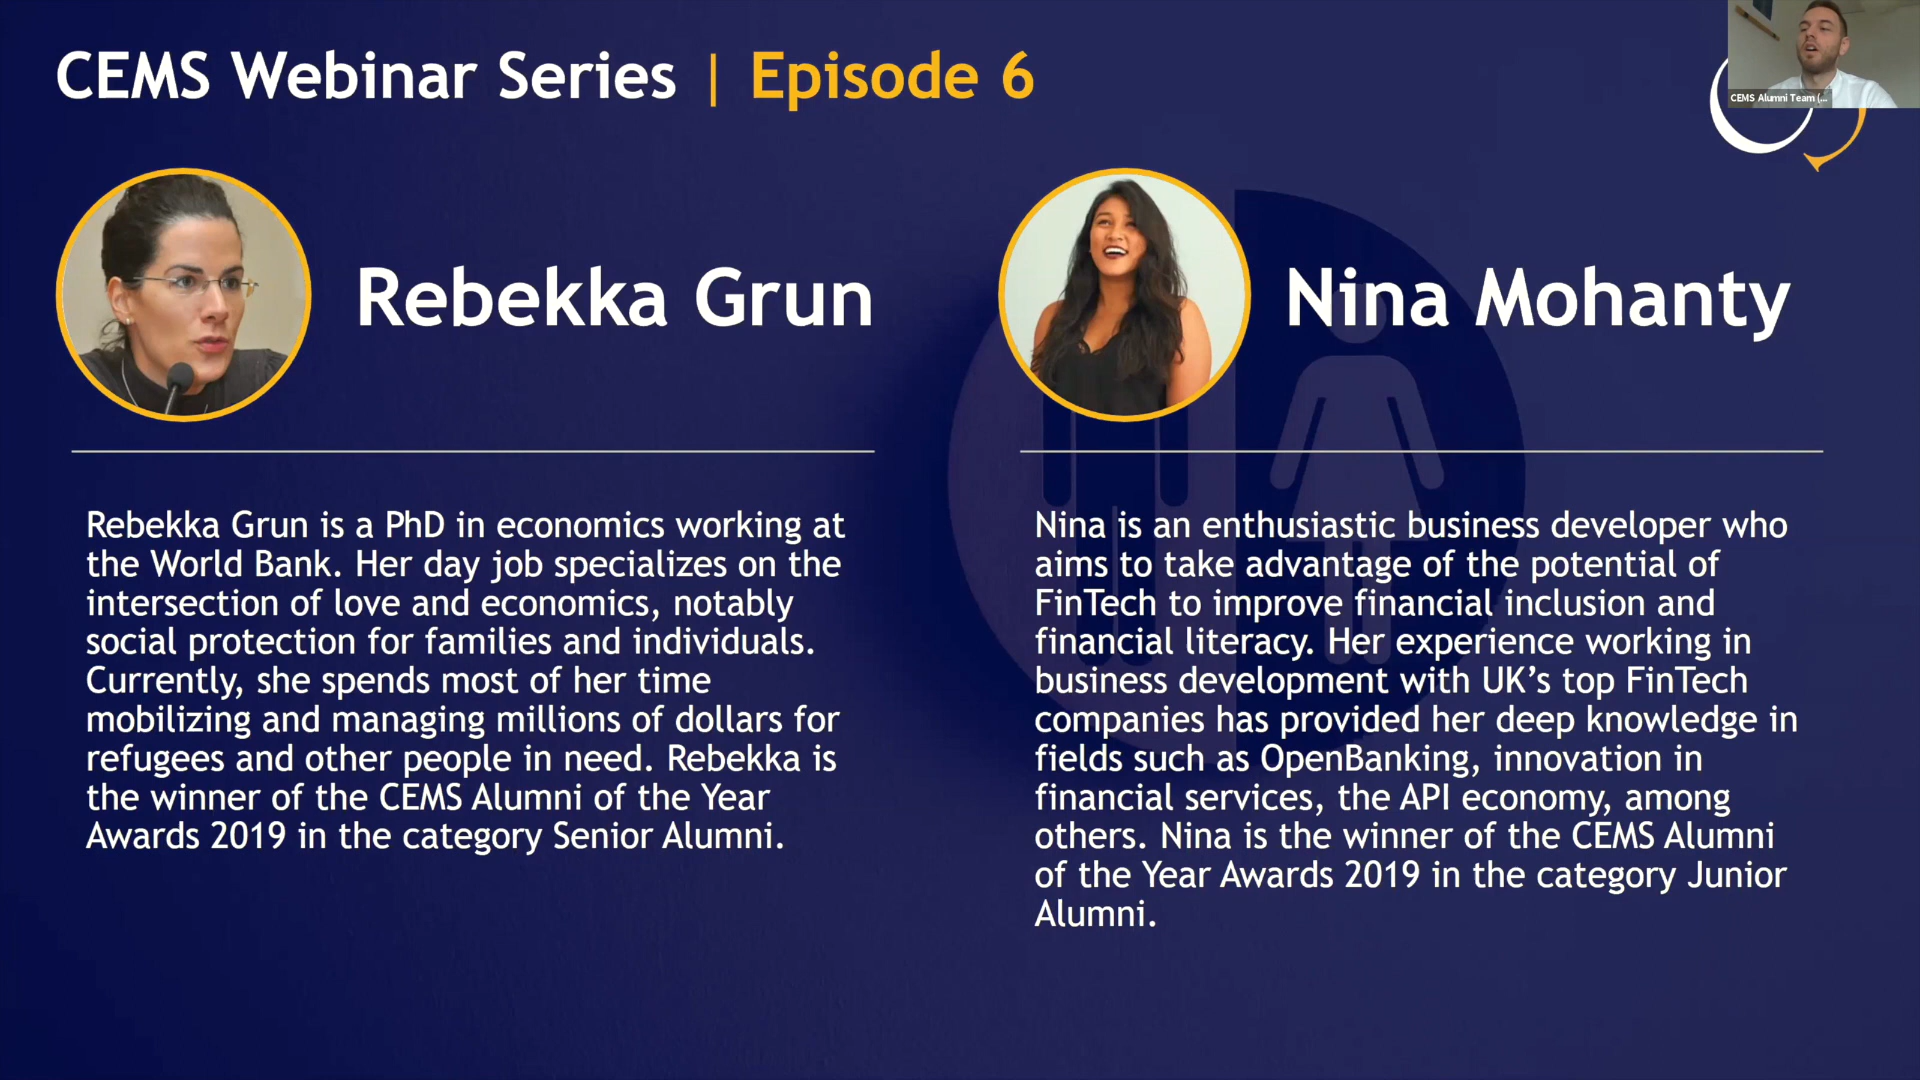 CEMS Webinar Series | Episode 6
CEMS Alumni Team (...
Rebekka Grun
Nina Mohanty
Rebekka Grun is a PhD in economics working at
the World Bank. Her day job specializes on the
intersection of love and economics, notably
social protection for families and individuals.
Currently, she spends most of her time
mobilizing and managing millions of dollars for
refugees and other people in need. Rebekka is
the winner of the CEMS Alumni of the Year
Awards 2019 in the category Senior Alumni.
Nina is an enthusiastic business developer who
aims to take advantage of the potential of
FinTech to improve financial inclusion and
financial literacy. Her experience working in
business development with UK’s top FinTech
companies has provided her deep knowledge in
fields such as OpenBanking, innovation in
financial services, the API economy, among
others. Nina is the winner of the CEMS Alumni
of the Year Awards 2019 in the category Junior
Alumni.